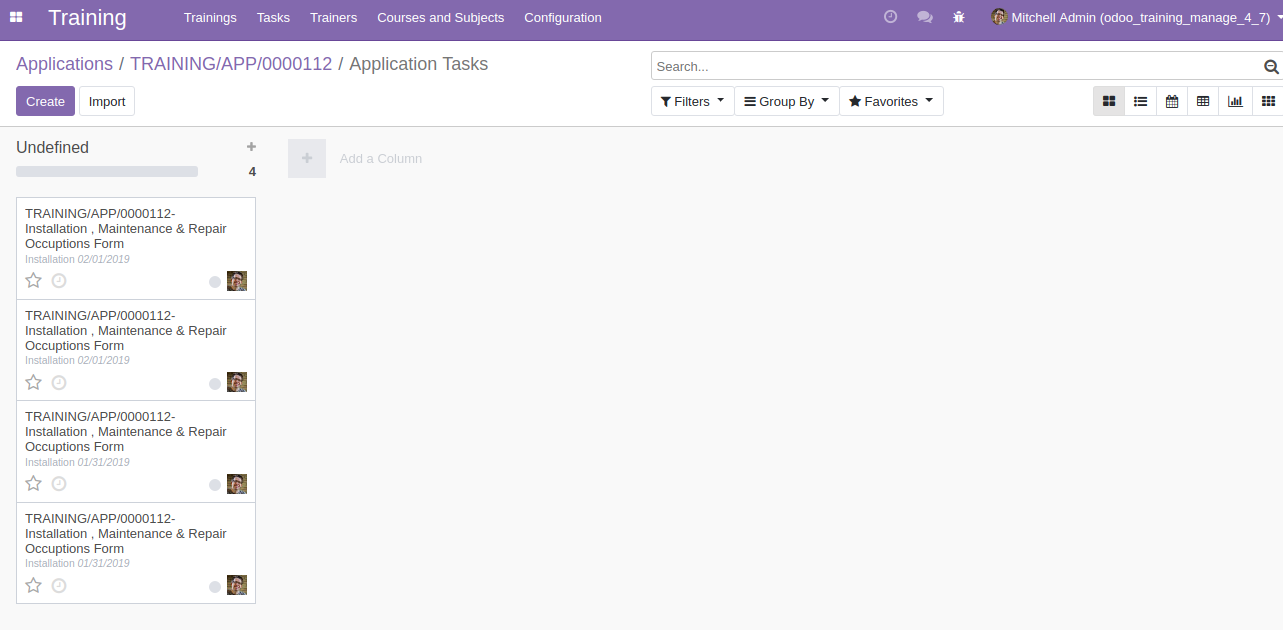 Training Trainings Tasks Trainers Courses and Subjects Configuration Mitchell Admin (odoo_training_manage_4_7)
Applications / TRAINING/APP/0000112 / Application Tasks
Search...
Create Import
Filters Group By Favorites
Undefined
4
Add a Column
TRAINING/APP/0000112-
Installation , Maintenance & Repair
Occuptions Form
Installation 02/01/2019
TRAINING/APP/0000112-
Installation , Maintenance & Repair
Occuptions Form
Installation 02/01/2019
TRAINING/APP/0000112-
Installation , Maintenance & Repair
Occuptions Form
Installation 01/31/2019
TRAINING/APP/0000112-
Installation , Maintenance & Repair
Occuptions Form
Installation 01/31/2019